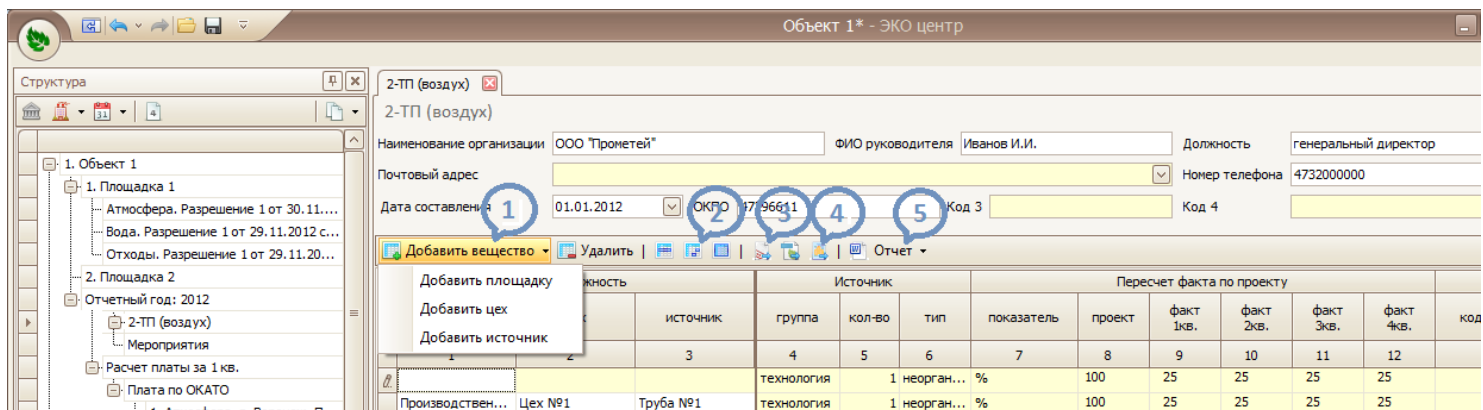 Объект 1* - ЭКО центр
Структура
2-ТП (воздух)
31
4
2-ТП (воздух)
Наименование организации ООО "Прометей" ФИО руководителя Иванов И.И. Должность генеральный директор
1. Объект 1
Почтовый адрес Номер телефона 4732000000
1. Площадка 1
Атмосфера. Разрешение 1 от 30.11....
Дата составления 01.01.2012 ОКПО Код 3 Код 4
1 2 3 4 5
Вода. Разрешение 1 от 29.11.2012 с...
Отходы. Разрешение 1 от 29.11.20...
Добавить вещество Удалить Отчет
2. Площадка 2
Отчетный год: 2012
2-ТП (воздух)
Мероприятия
Расчет платы за 1 кв.
Плата по ОКАТО
Добавить площадку
Добавить цех
Добавить источник
Источник Пересчет факта по проекту
источник группа кол-во тип показатель проект факт 1кв. факт 2кв. факт 3кв. факт 4кв. код
1 2 3 4 5 6 7 8 9 10 11 12
технология 1 неорган... % 100 25 25 25 25
Производствен... Цех №1 Труба №1 технология 1 неорган... % 100 25 25 25 25